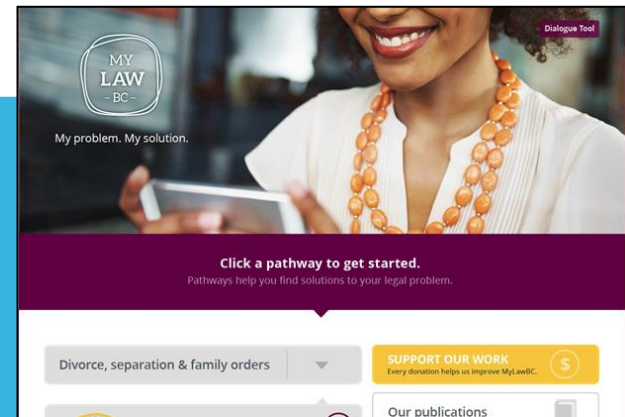 Dialogue Tool
MY
LAW
- BC -
My problem. My solution.
Click a pathway to get started.
Pathways help you find solutions to your legal problem.
Divorce, separation & family orders
SUPPORT OUR WORK
$
Every donation helps us improve MyLawBC.
Our publications